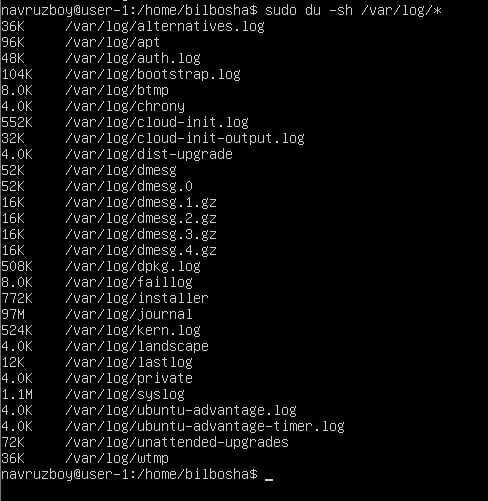 navruzboy@user-1:/home/bilbosha$ sudo du -sh /var/log/*
36K /var/log/alternatives.log
96K /var/log/apt
48K /var/log/auth.log
104K /var/log/bootstrap.log
8.0K /var/log/btmp
4.0K /var/log/chrony
552K /var/log/cloud-init.log
32K /var/log/cloud-init-output.log
4.0K /var/log/dist-upgrade
52K /var/log/dmesg
52K /var/log/dmesg.0
16K /var/log/dmesg.1.gz
16K /var/log/dmesg.2.gz
16K /var/log/dmesg.3.gz
16K /var/log/dmesg.4.gz
508K /var/log/dpkg.log
8.0K /var/log/faillog
772K /var/log/installer
97M /var/log/journal
524K /var/log/kern.log
4.0K /var/log/landscape
12K /var/log/lastlog
4.0K /var/log/private
1.1M /var/log/syslog
4.0K /var/log/ubuntu-advantage.log
4.0K /var/log/ubuntu-advantage-timer.log
72K /var/log/unattended-upgrades
36K /var/log/wtmp
navruzboy@user-1:/home/bilbosha$ _